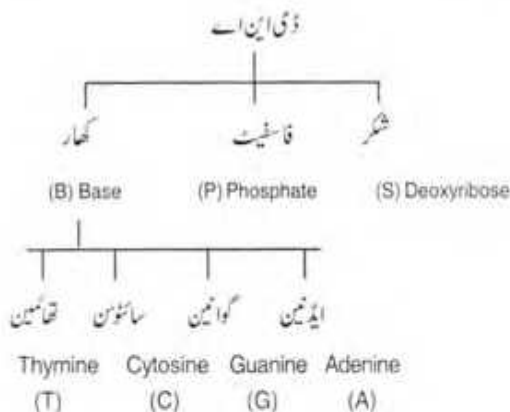 ڈی این اے
شکر فاسفیٹ کھار
(B) Base (P) Phosphate (S) Deoxyribose
ایڈنین گوانین سائٹوسن تھائمین
Thymine Cytosine Guanine Adenine
(T) (C) (G) (A)